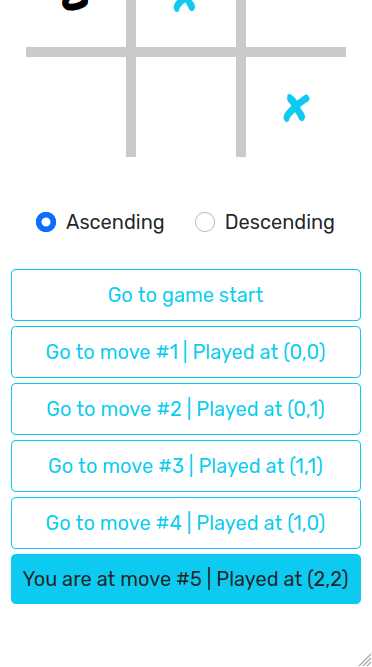 Ascending Descending
Go to game start
Go to move #1 | Played at (0,0)
Go to move #2 | Played at (0,1)
Go to move #3 | Played at (1,1)
Go to move #4 | Played at (1,0)
You are at move #5 | Played at (2,2)